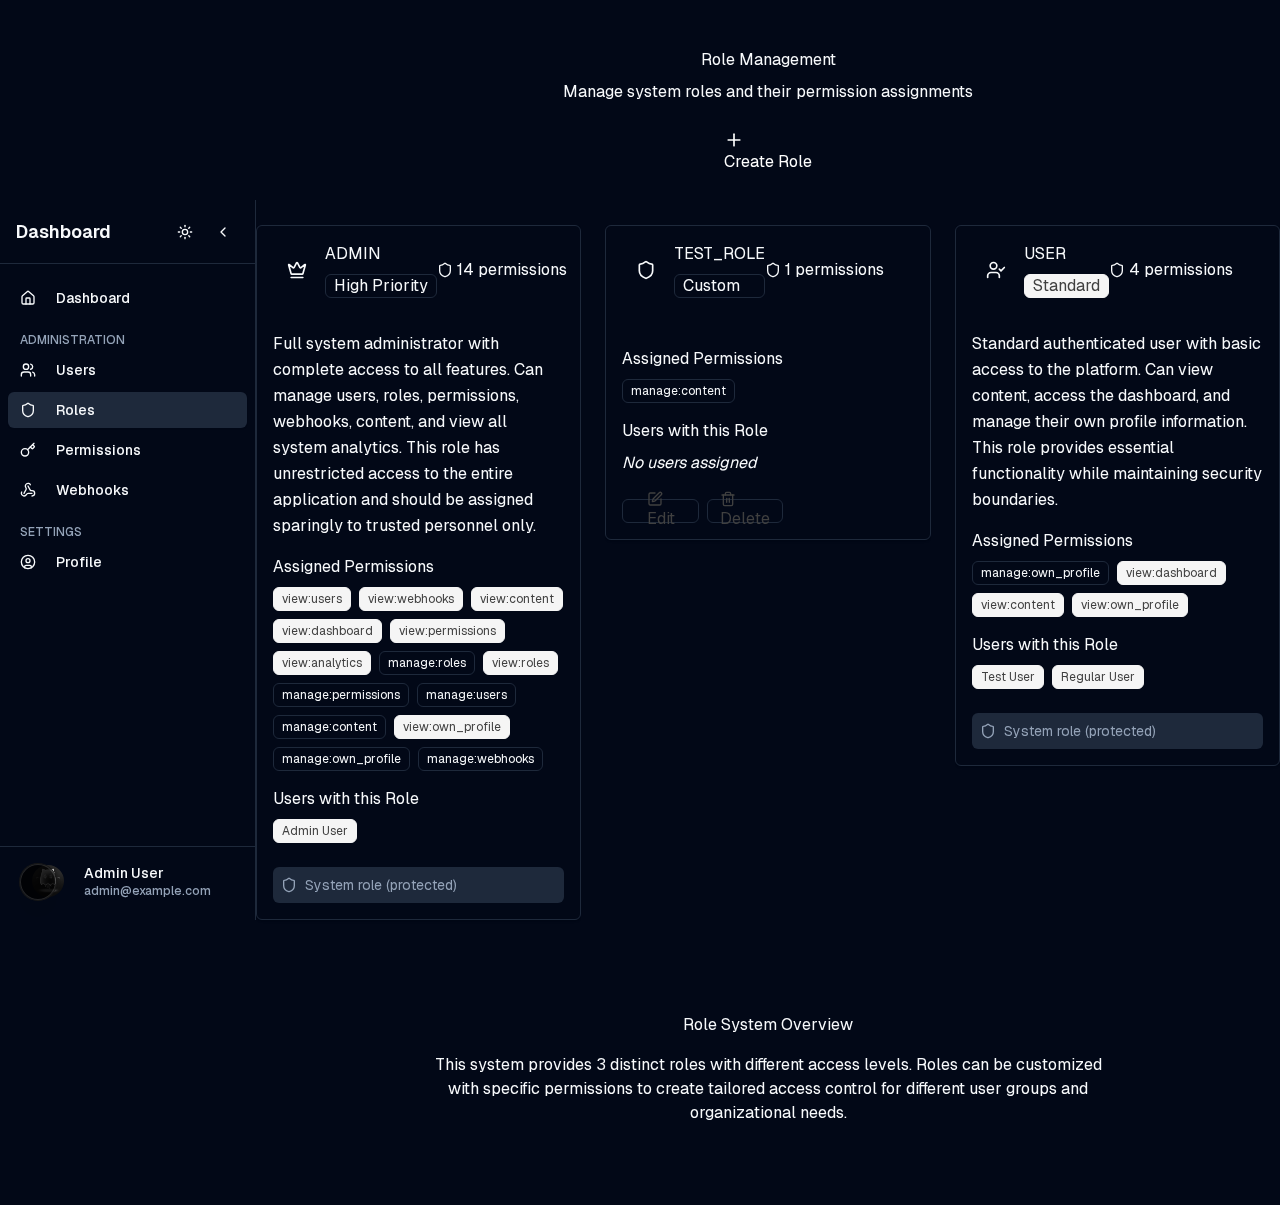 Role Management
Manage system roles and their permission assignments
Create Role
Dashboard
Dashboard
ADMINISTRATION
Users
Roles
Permissions
Webhooks
SETTINGS
Profile
Admin User
admin@example.com
ADMIN
High Priority
14 permissions
Full system administrator with
complete access to all features. Can
manage users, roles, permissions,
webhooks, content, and view all
system analytics. This role has
unrestricted access to the entire
application and should be assigned
sparingly to trusted personnel only.
Assigned Permissions
view:users view:webhooks view:content
view:dashboard view:permissions
view:analytics manage:roles view:roles
manage:permissions manage:users
manage:content view:own_profile
manage:own_profile manage:webhooks
Users with this Role
Admin User
System role (protected)
TEST_ROLE
Custom
1 permissions
Assigned Permissions
manage:content
Users with this Role
No users assigned
Edit Delete
USER
Standard
4 permissions
Standard authenticated user with basic
access to the platform. Can view
content, access the dashboard, and
manage their own profile information.
This role provides essential
functionality while maintaining security
boundaries.
Assigned Permissions
manage:own_profile view:dashboard
view:content view:own_profile
Users with this Role
Test User Regular User
System role (protected)
Role System Overview
This system provides 3 distinct roles with different access levels. Roles can be customized
with specific permissions to create tailored access control for different user groups and
organizational needs.